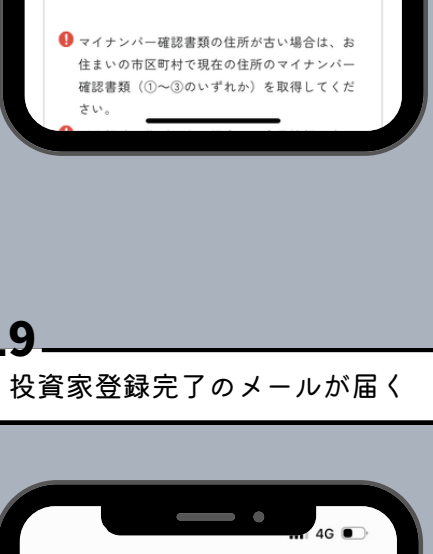 マイナンバー確認書類の住所が古い場合は、お
住まいの市区町村で現在の住所のマイナンバー
確認書類（①〜③のいずれか）を取得してくだ
さい。
9
投資家登録完了のメールが届く
4G